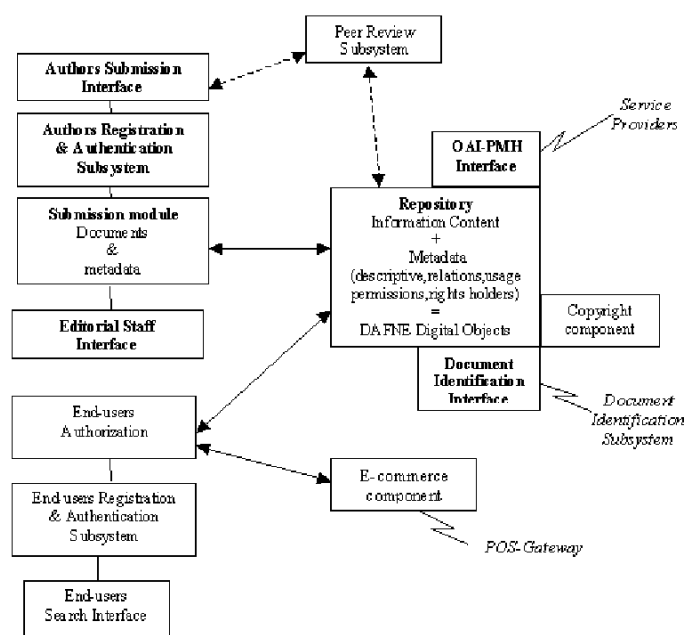 Peer Review
Subsystem
Authors Submission
Interface
Authors Registration
& Authentication
Subsystem
Submission module
Documents
&
metadata
Editorial Staff
Interface
Service
Providers
OAI-PMH
Interface
Repository
Information Content
+
Metadata
(descriptive,relations,usage
permissions,rights holders)
=
DAFNE Digital Objects
Copyright
component
Document
Identification
Interface
Document
Identification
Subsystem
End-users
Authorization
E-commerce
component
POS-Gateway
End-users Registration
& Authentication
Subsystem
End-users
Search Interface